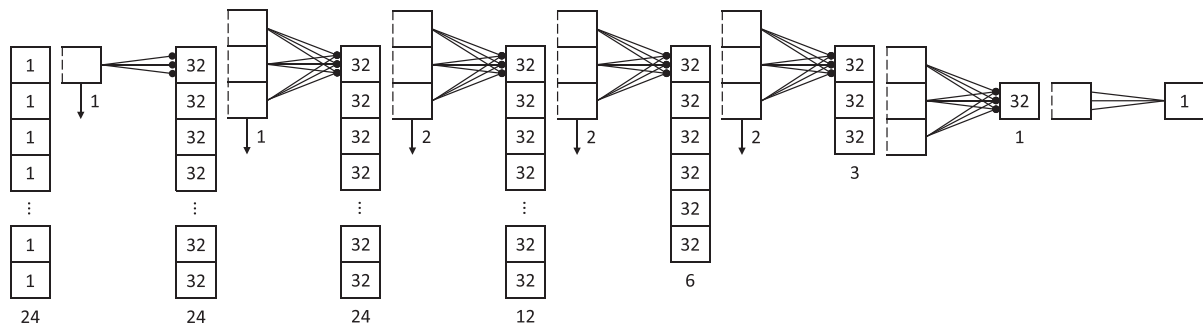 1 32 32 32 32 32 32 32 1
1 1 32 1 32 2 32 2 32 2 32 1
1 32 32 32 32 32
1 32 32 32 32 3
⋮ ⋮ ⋮ ⋮ 32
1 32 32 32 32
1 32 32 32 6
24 24 24 12